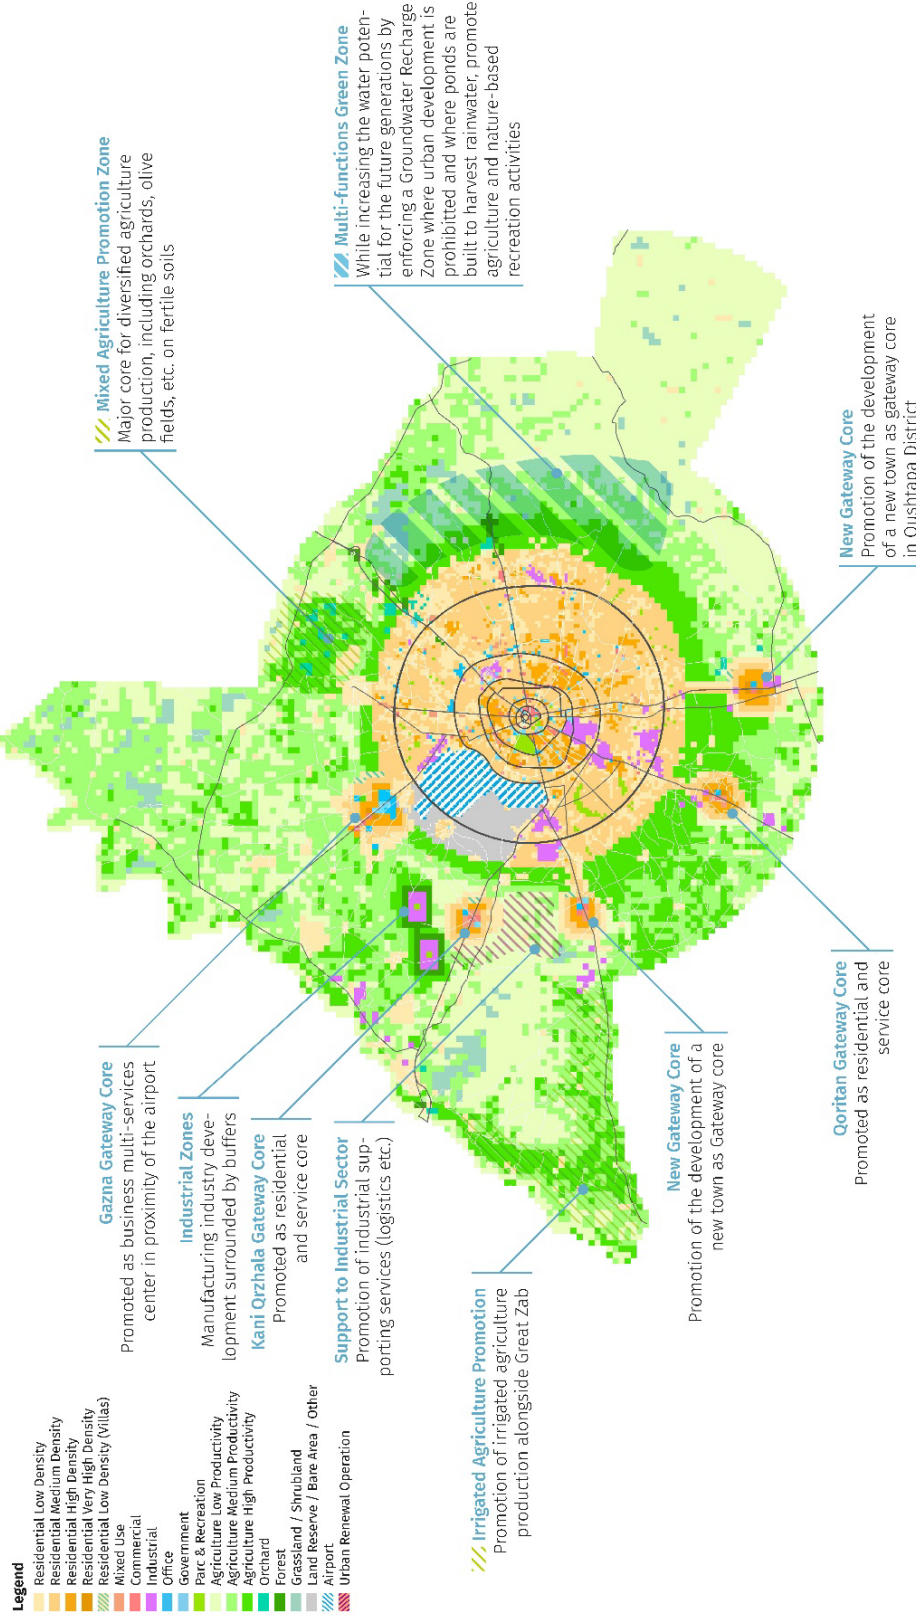 Legend
Residential Low Density
Residential Medium Density
Residential High Density
Residential Very High Density
Residential Low Density (Villas)
Mixed Use
Commercial
Industrial
Office
Government
Parc & Recreation
Agriculture Low Productivity
Agriculture Medium Productivity
Agriculture High Productivity
Orchard
Forest
Grassland / Shrubland
Land Reserve / Bare Area / Other
Airport
Urban Renewal Operation
Gazna Gateway Core
Promoted as business multi-services
center in proximity of the airport
Industrial Zones
Manufacturing industry deve-
lopment surrounded by buffers
Kani Qrzhala Gateway Core
Promoted as residential
and service core
Support to Industrial Sector
Promotion of industrial sup-
porting services (logistics etc.)
Irrigated Agriculture Promotion
Promotion of irrigated agriculture
production alongside Great Zab
Mixed Agriculture Promotion Zone
Major core for diversified agriculture
production, including orchards, olive
fields, etc. on fertile soils
Multi-functions Green Zone
While increasing the water poten-
tial for the future generations by
enforcing a Groundwater Recharge
Zone where urban development is
prohibitted and where ponds are
built to harvest rainwater, promote
agriculture and nature-based
recreation activities
New Gateway Core
Promotion of the development of a
new town as Gateway core
Qoritan Gateway Core
Promoted as residential and
service core
New Gateway Core
Promotion of the development
of a new town as gateway core
in Qushtapa District